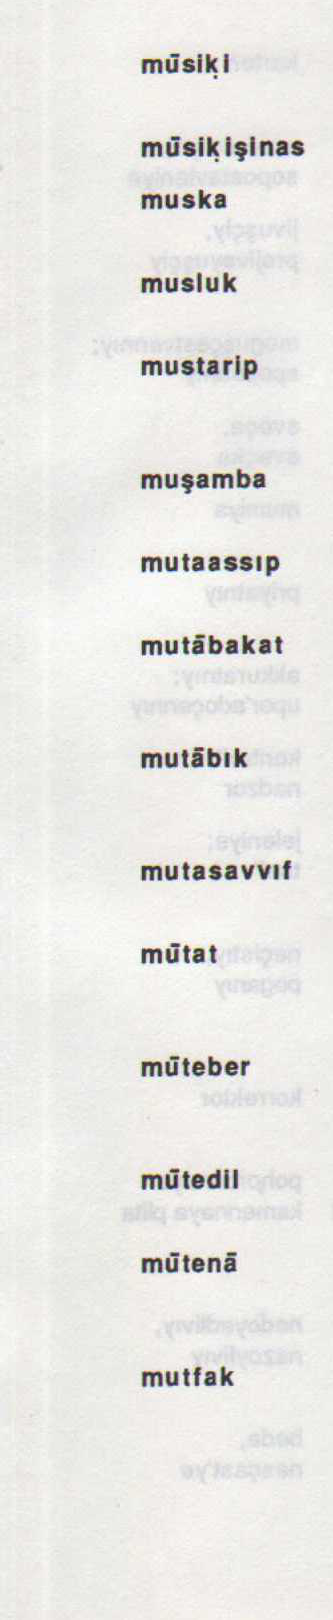 mūsiḳi
mūsiḳişinas
muska
musluk
mustarip
muşamba
mutaassıp
mutābakat
mutābık
mutasavvıf
mūtat
mūteber
mūtedil
mūtenā
mutfak